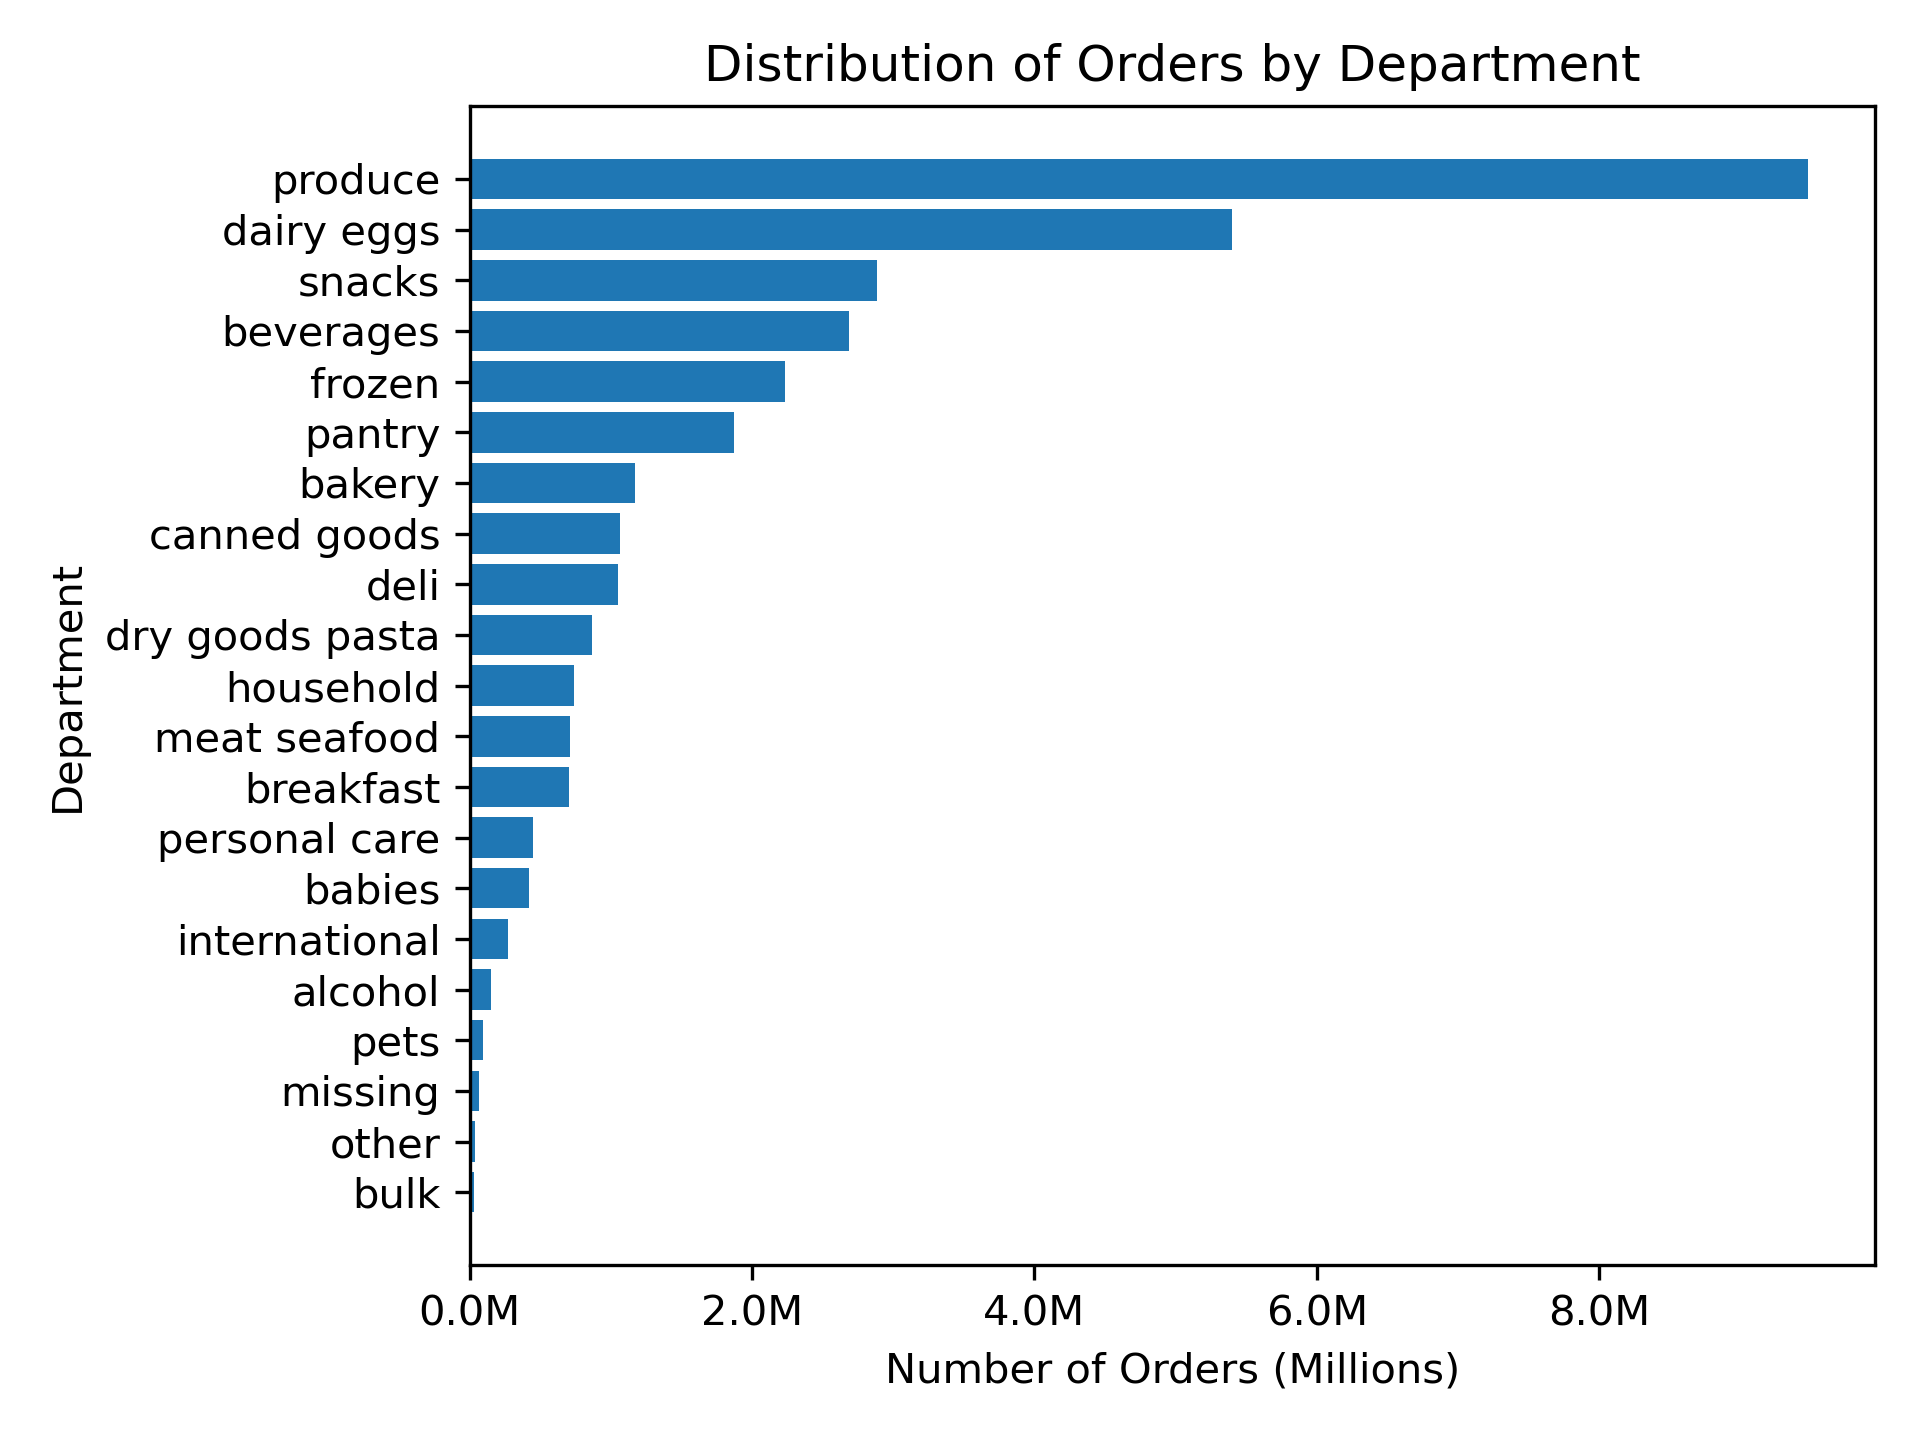 Distribution of Orders by Department
produce
dairy eggs
snacks
beverages
frozen
pantry
bakery
canned goods
deli
dry goods pasta
household
meat seafood
breakfast
personal care
babies
international
alcohol
pets
missing
other
bulk
Department
0.0M 2.0M 4.0M 6.0M 8.0M
Number of Orders (Millions)